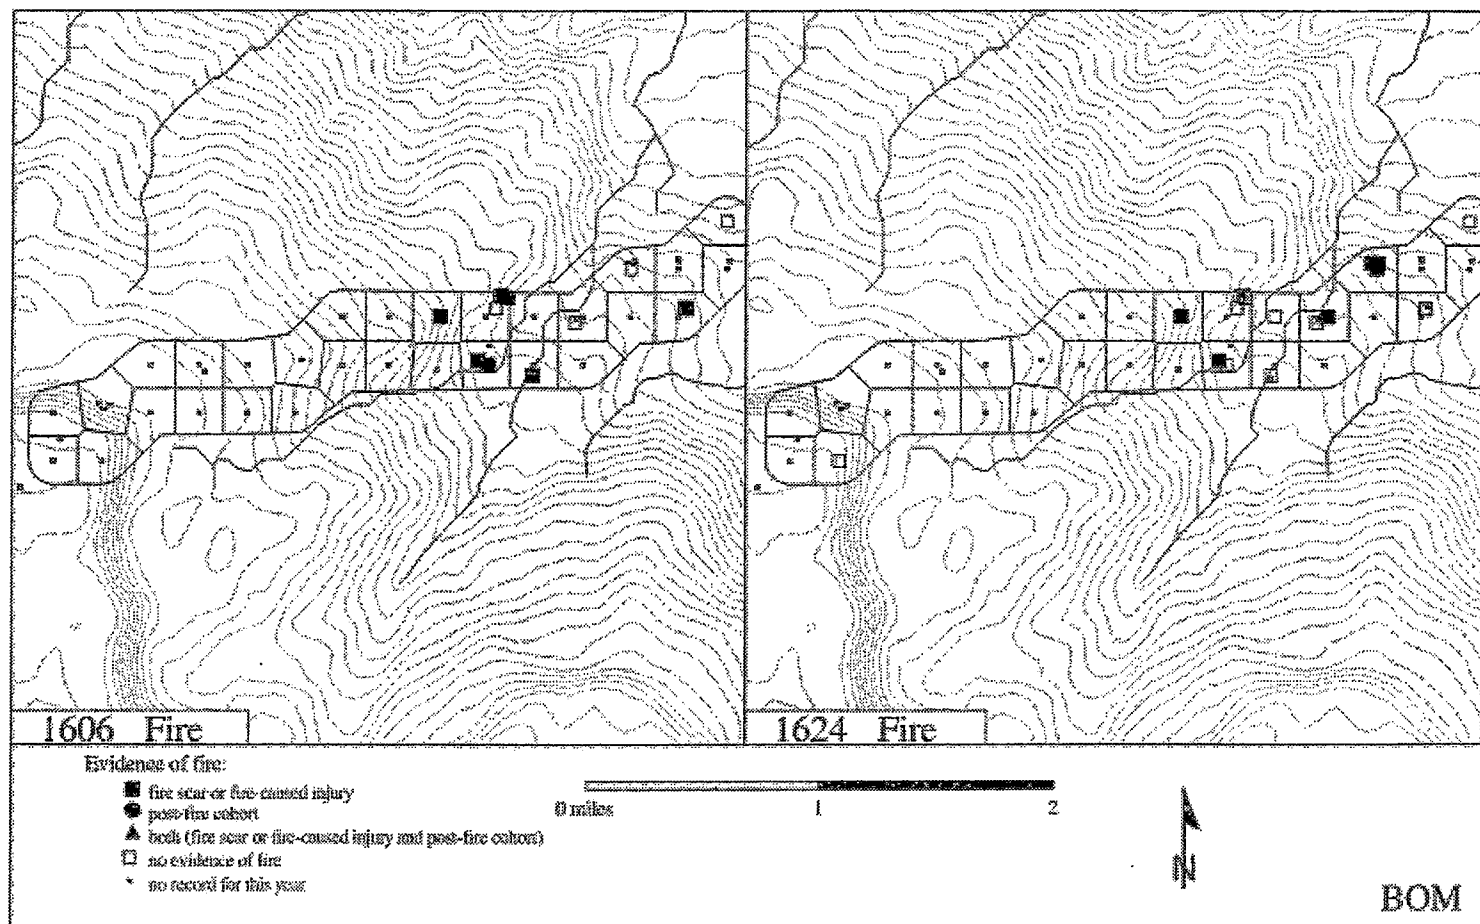 1606 Fire
1624 Fire
Evidence of fire:
fire scar or fire-caused injury
post-fire cohort
both (fire scar or fire-caused injury and post-fire cohort)
no evidence of fire
no record for this year
0 miles 1 2
N
BOM